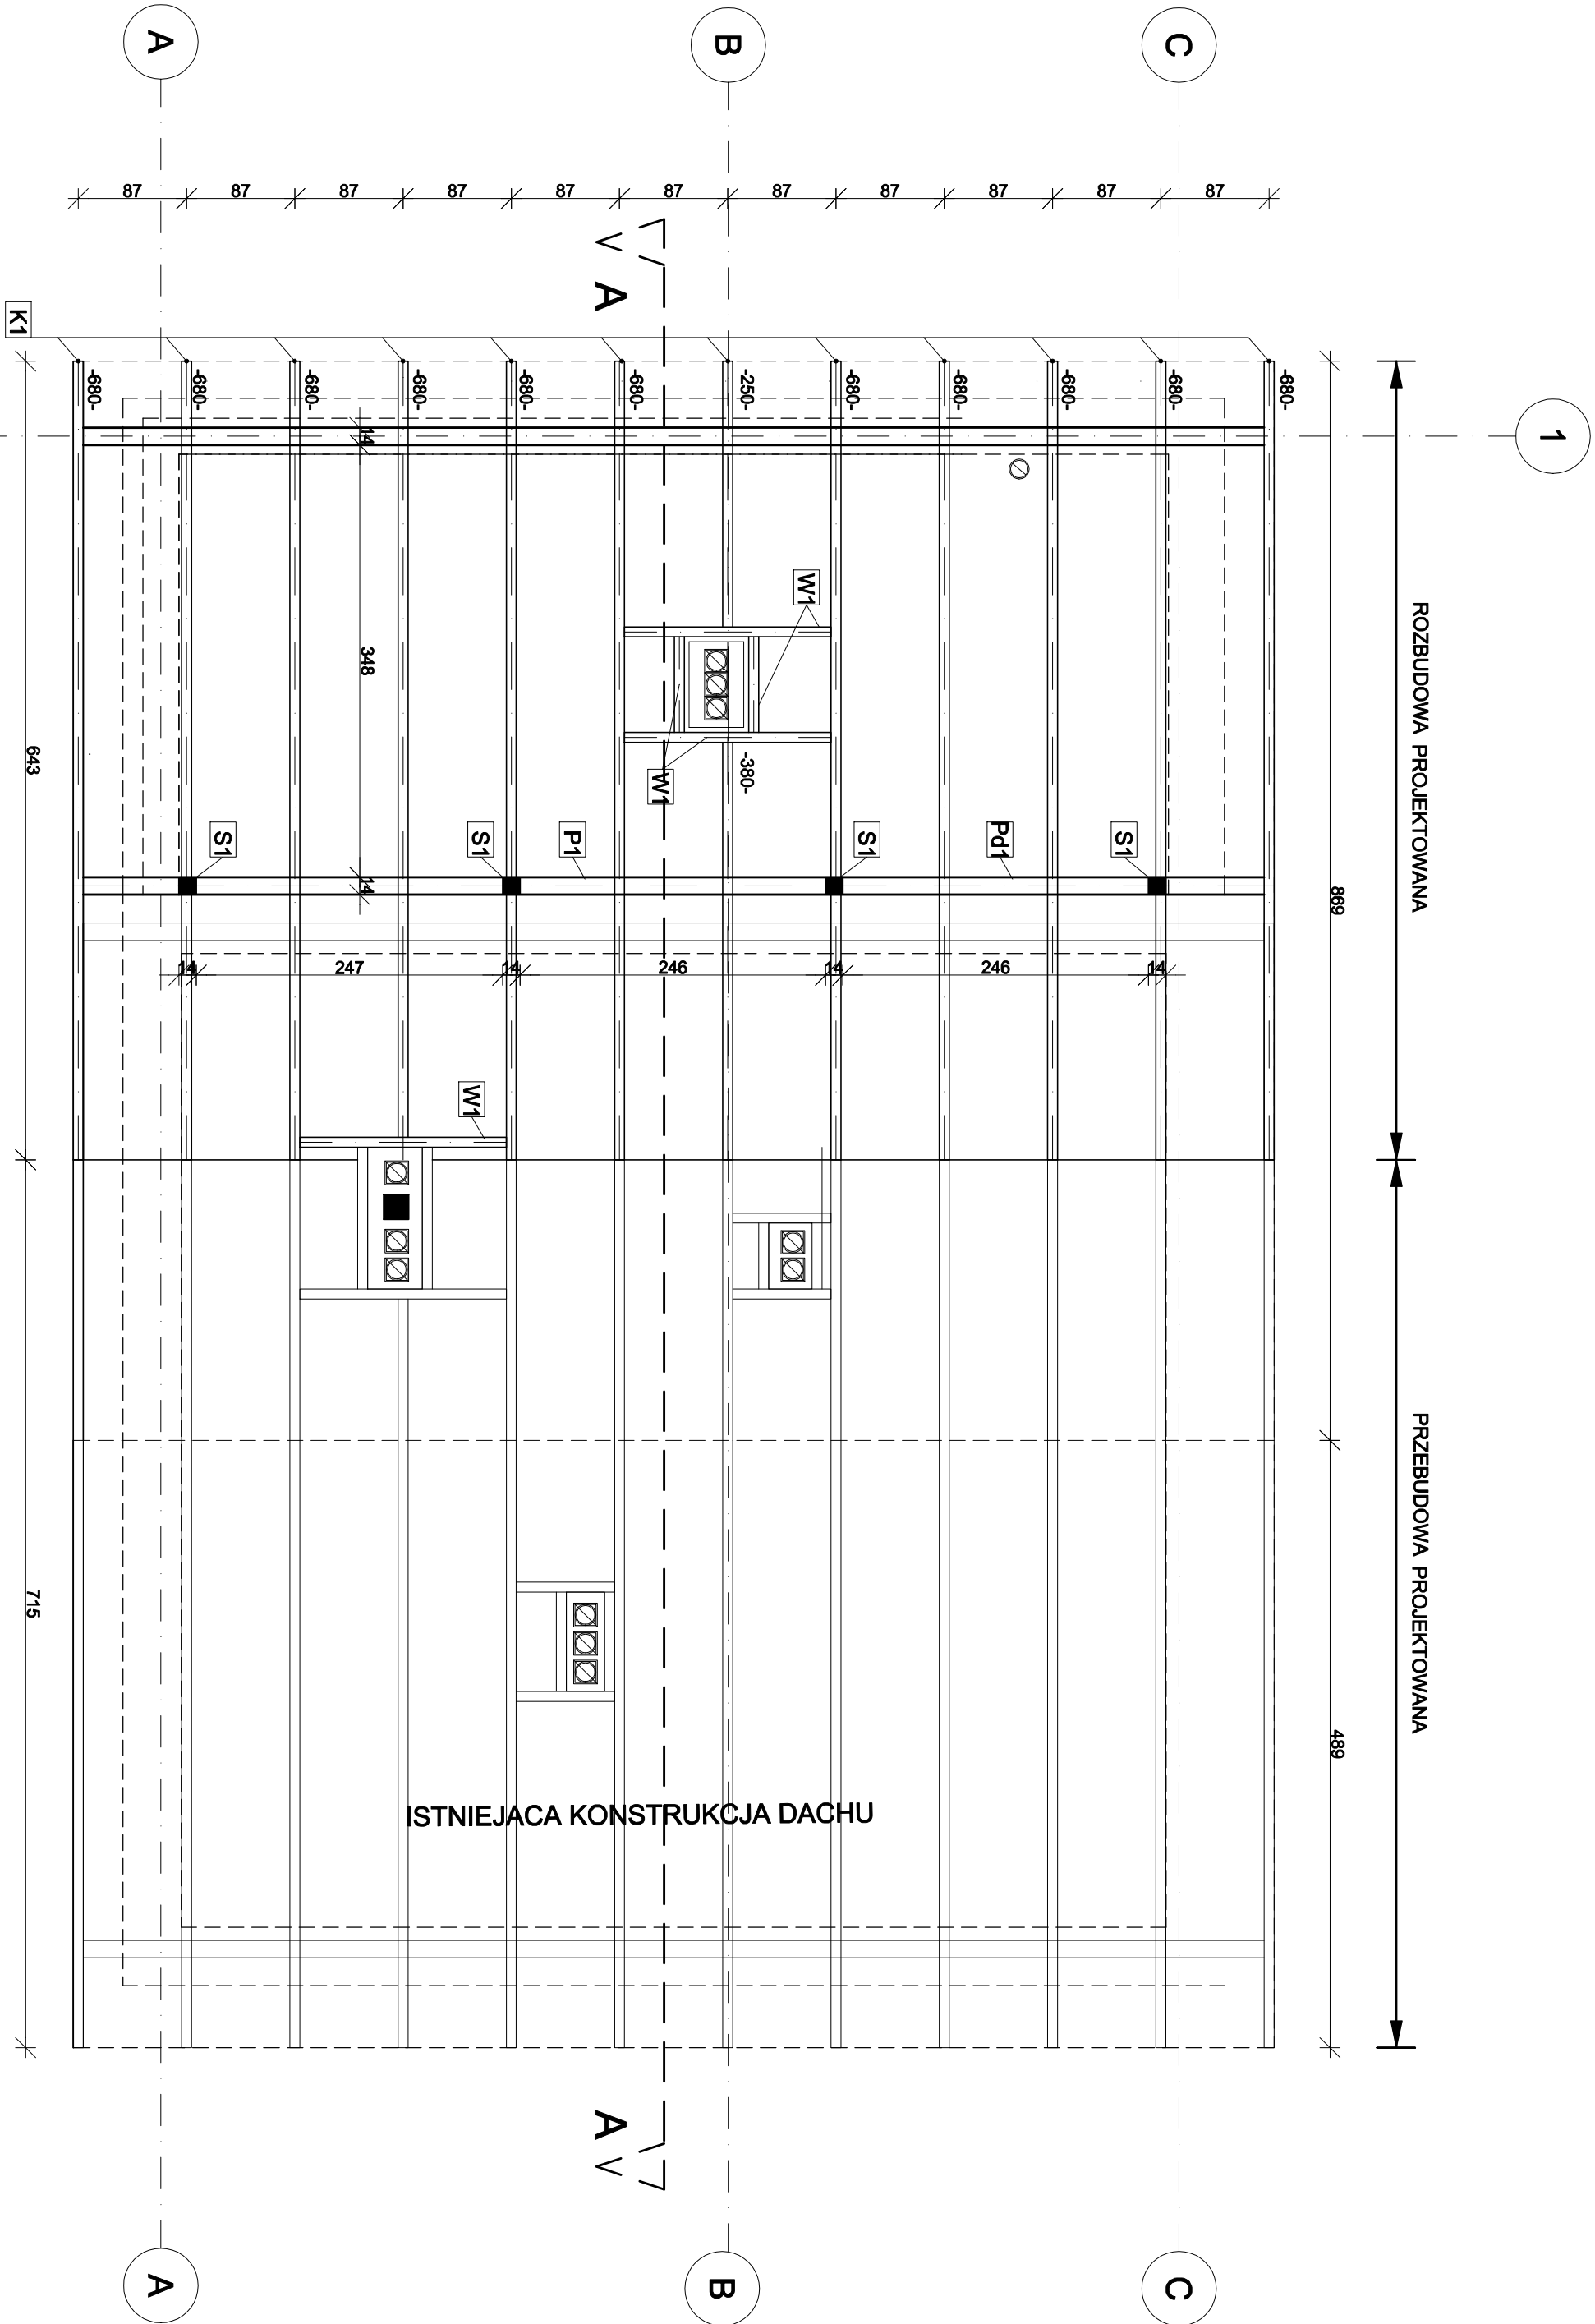 A
B
C
87
87
87
87
87
87
87
87
87
87
87
A
K1
1
-680-
-680-
-680-
-680-
-680-
-680-
-250-
-680-
-680-
-680-
-680-
-680-
14
348
14
W1
W1
-380-
643
869
ROZBUDOWA PROJEKTOWANA
S1
S1
P1
S1
Pd1
S1
14
247
14
246
14
246
14
W1
PRZEBUDOWA PROJEKTOWANA
715
489
ISTNIEJACA KONSTRUKCJA DACHU
A
A
B
C